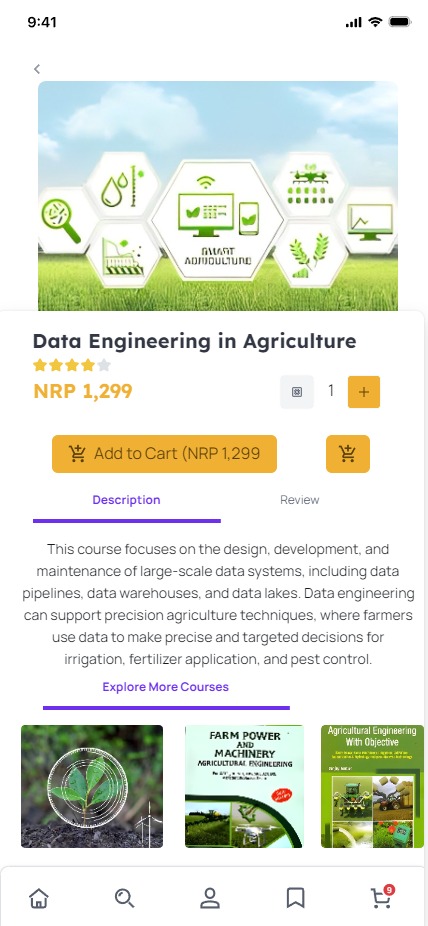 9:41
SMART
AGRICULTURE
Data Engineering in Agriculture
NRP 1,299
1
Add to Cart (NRP 1,299
Description
Review
This course focuses on the design, development, and
maintenance of large-scale data systems, including data
pipelines, data warehouses, and data lakes. Data engineering
can support precision agriculture techniques, where farmers
use data to make precise and targeted decisions for
irrigation, fertilizer application, and pest control.
Explore More Courses
FARM POWER
AND
MACHINERY
AGRICULTURAL ENGINEERING
Agricultural Engineering
With Objective
9